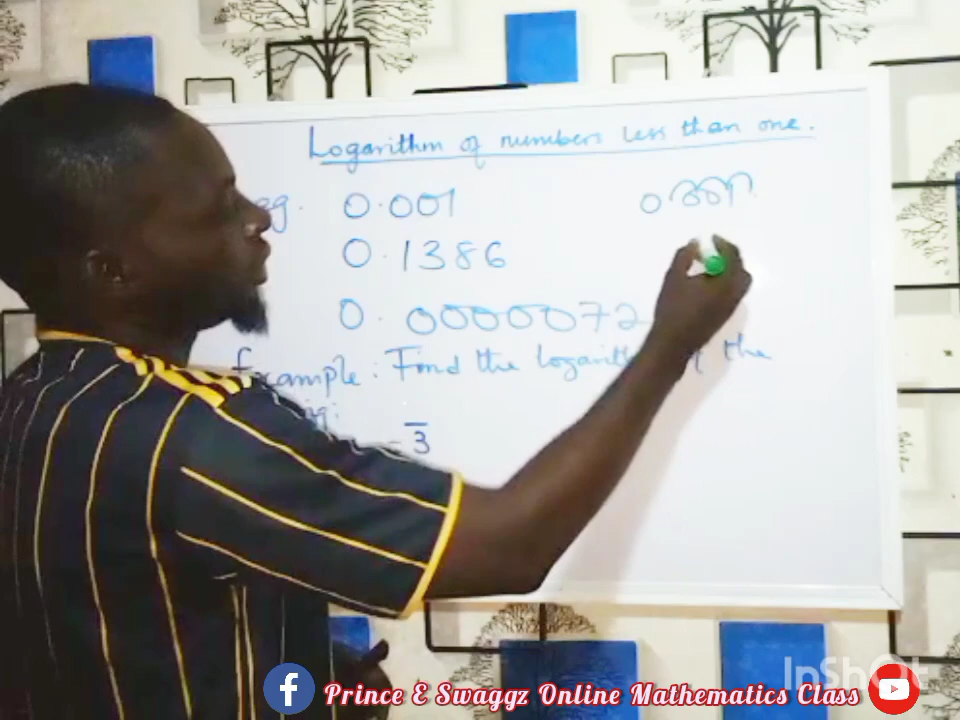 Logarithm of numbers less than one.
eg. 0.001
0.1386
0.0000072
Example: Find the logarithm of the
3̅
InShOt
Prince E Swaggz Online Mathematics Class